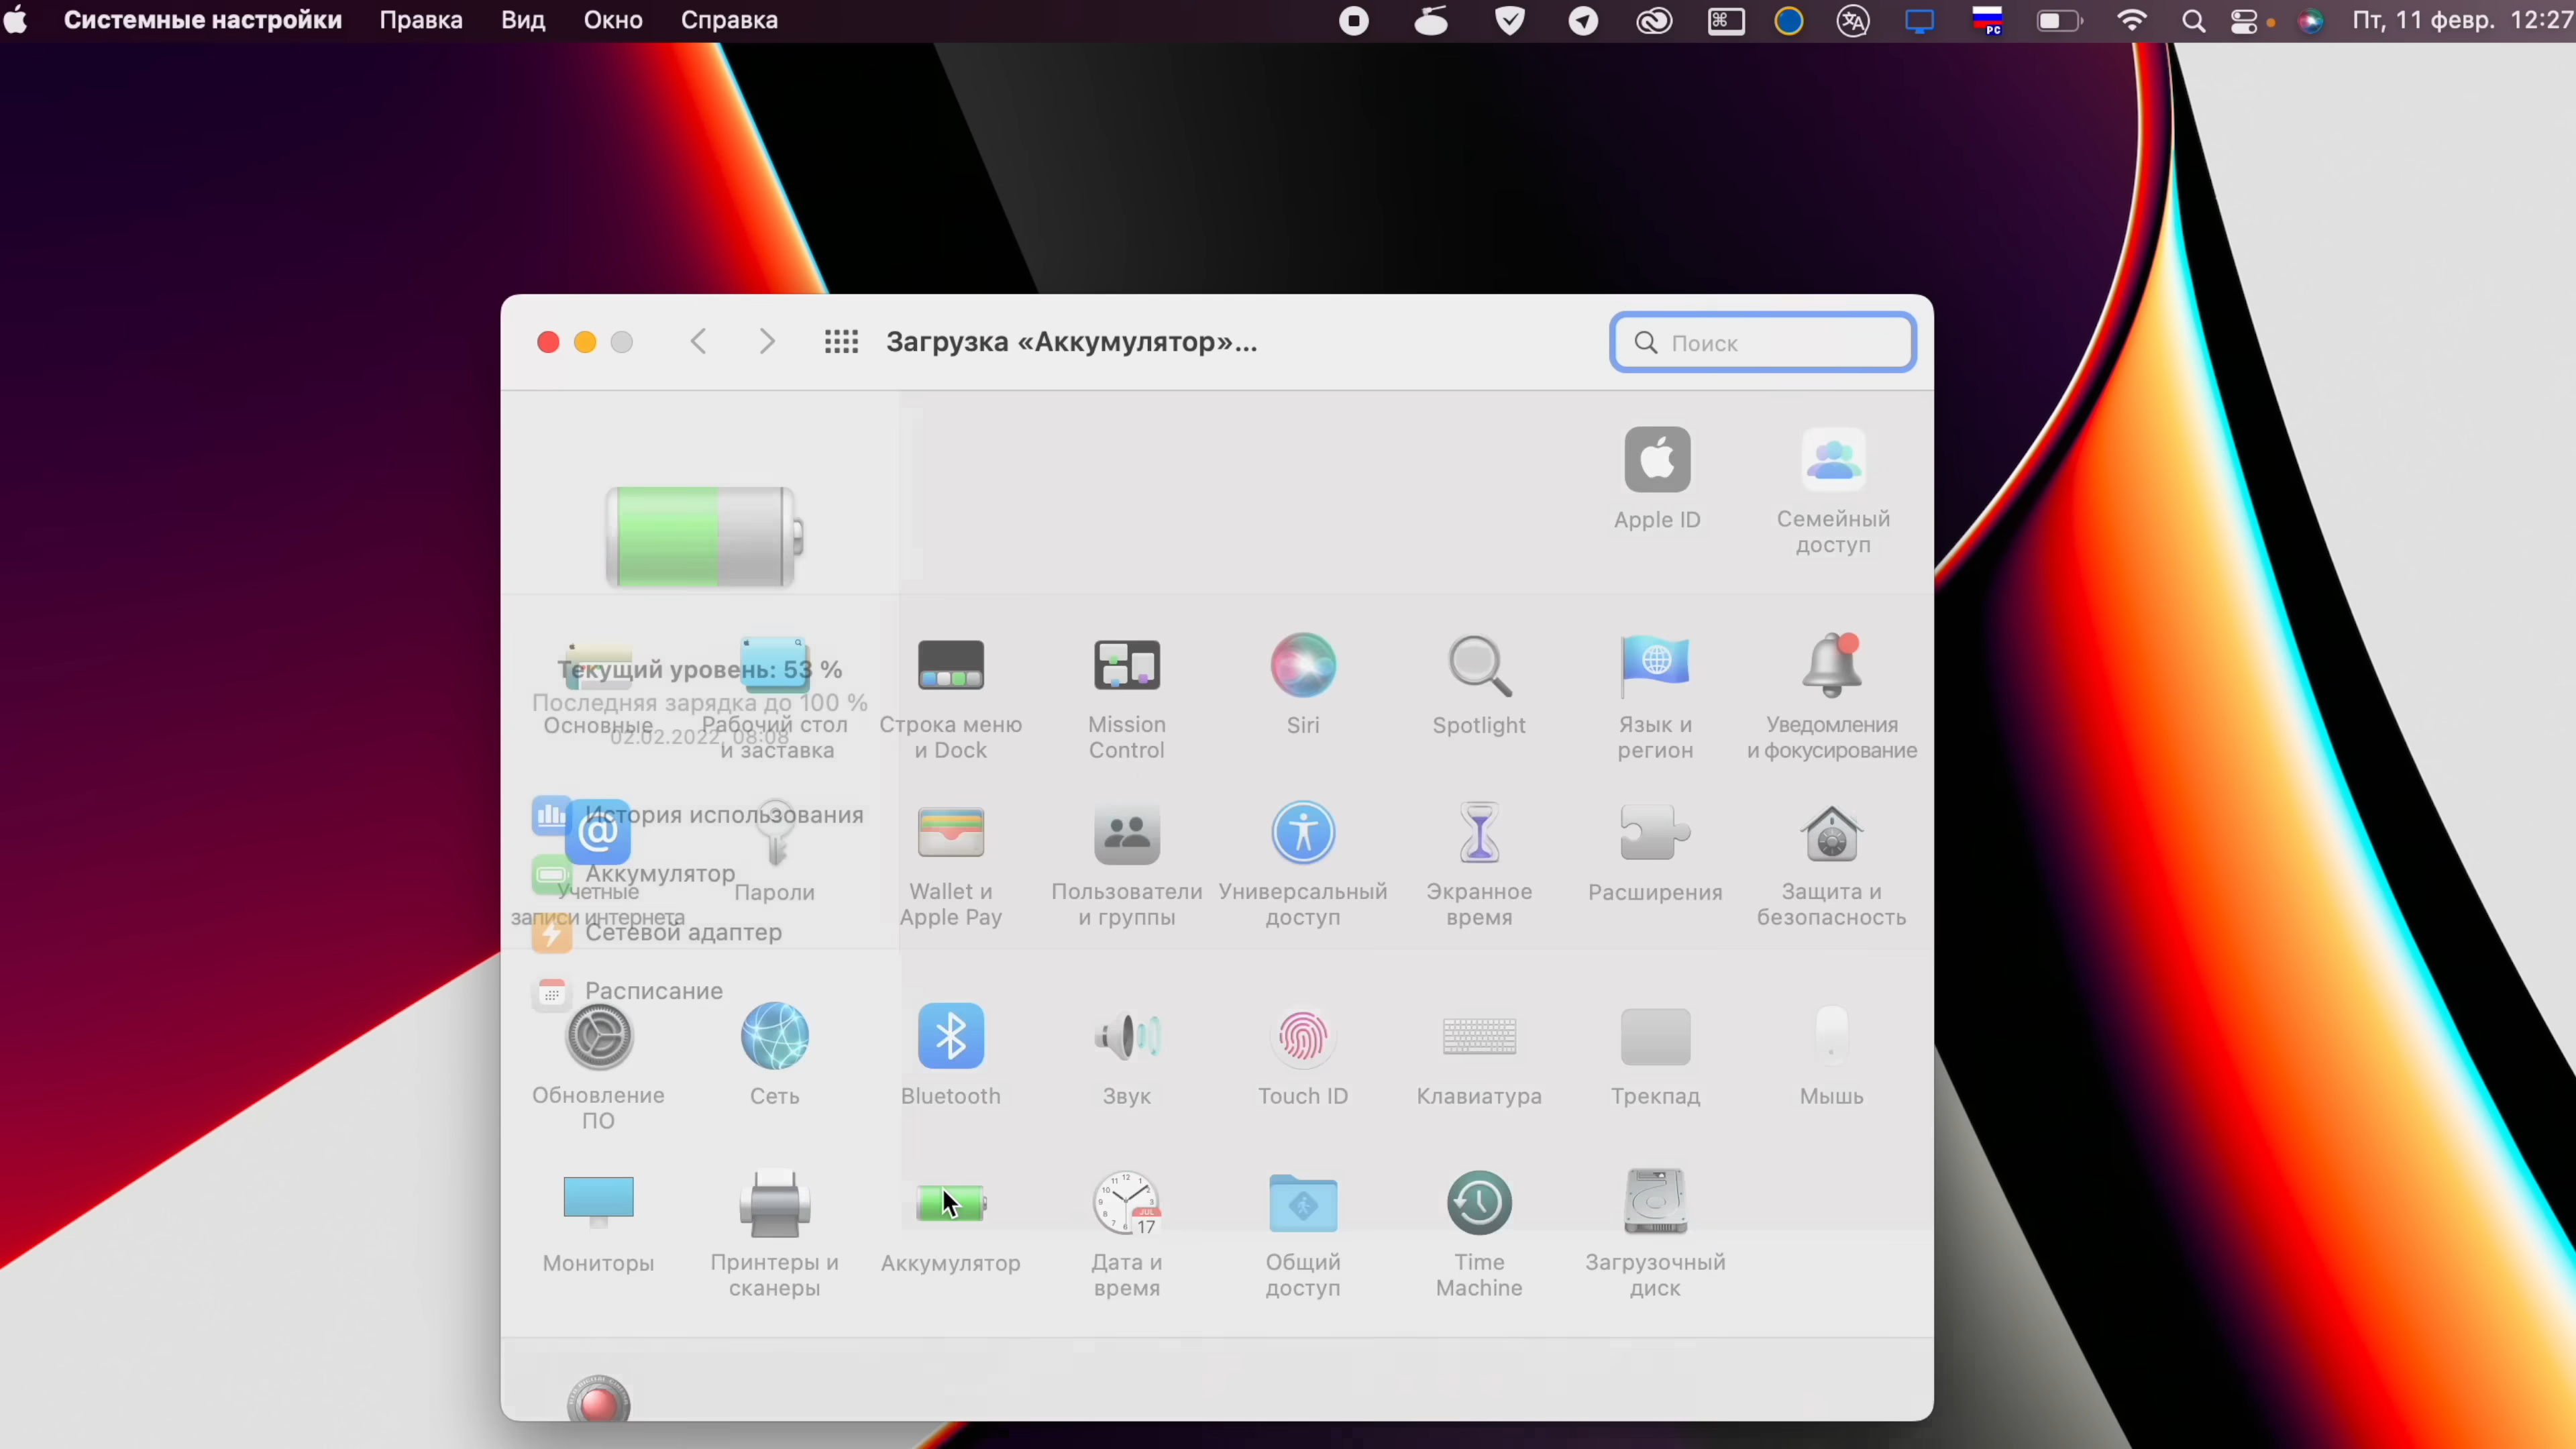 Системные настройки Правка Вид Окно Справка
PC
Пт, 11 февр. 12:27
Загрузка «Аккумулятор»...
Поиск
Apple ID
Семейный
доступ
Текущий уровень: 53 %
Последняя зарядка до 100 %
02.02.2022, 08:08
Основные
Рабочий стол
и заставка
Строка меню
и Dock
Mission
Control
Siri
Spotlight
Язык и
регион
Уведомления
и фокусирование
История использования
Аккумулятор
Сетевой адаптер
Расписание
Учетные
записи интернета
Пароли
Wallet и
Apple Pay
Пользователи
и группы
Универсальный
доступ
Экранное
время
Расширения
Защита и
безопасность
Обновление
ПО
Сеть
Bluetooth
Звук
Touch ID
Клавиатура
Трекпад
Мышь
Мониторы
Принтеры и
сканеры
Аккумулятор
JUL
17
Дата и
время
Общий
доступ
Time
Machine
Загрузочный
диск